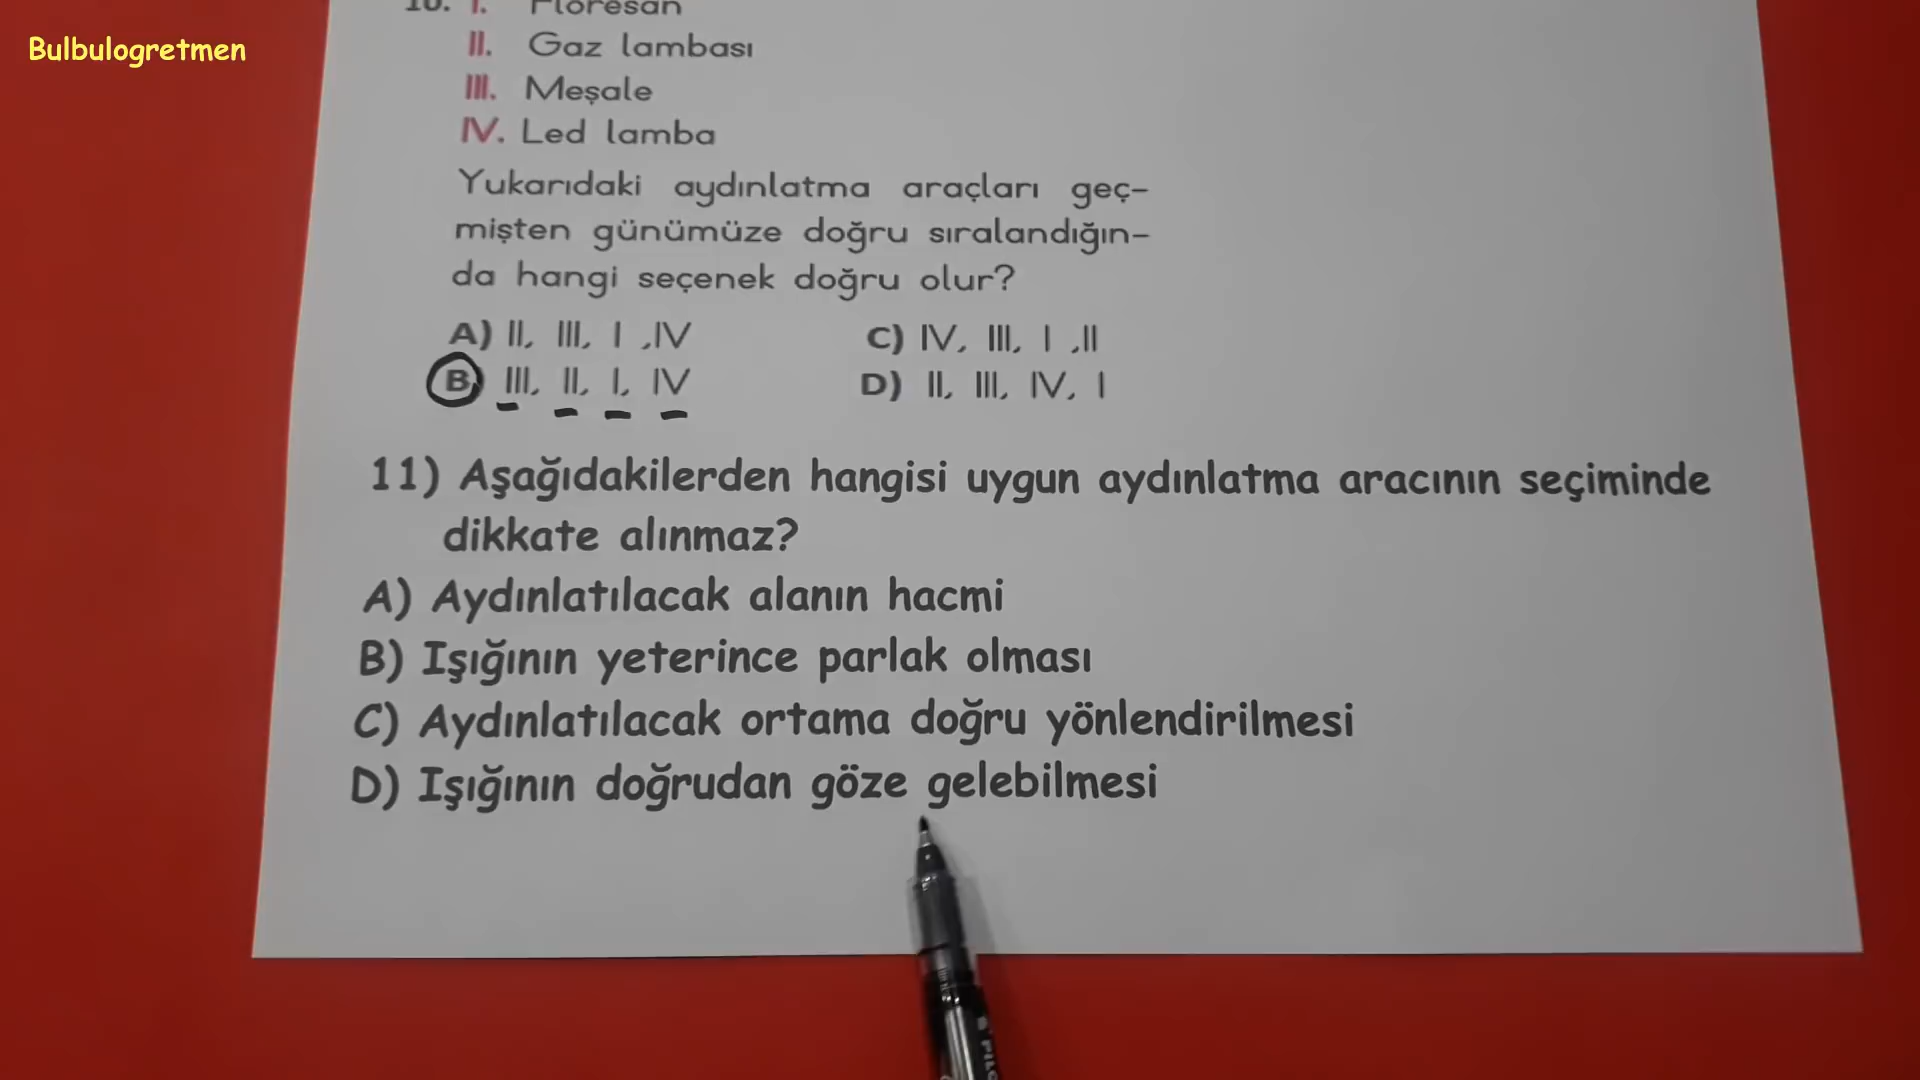 Bulbulogretmen
10. I. Floresan
II. Gaz lambası
III. Meşale
IV. Led lamba
Yukarıdaki aydınlatma araçları geç-
mişten günümüze doğru sıralandığın-
da hangi seçenek doğru olur?
A) II, III, I ,IV
C) IV, III, I ,II
B) III, II, I, IV
D) II, III, IV, I
11) Aşağıdakilerden hangisi uygun aydınlatma aracının seçiminde
dikkate alınmaz?
A) Aydınlatılacak alanın hacmi
B) Işığının yeterince parlak olması
C) Aydınlatılacak ortama doğru yönlendirilmesi
D) Işığının doğrudan göze gelebilmesi